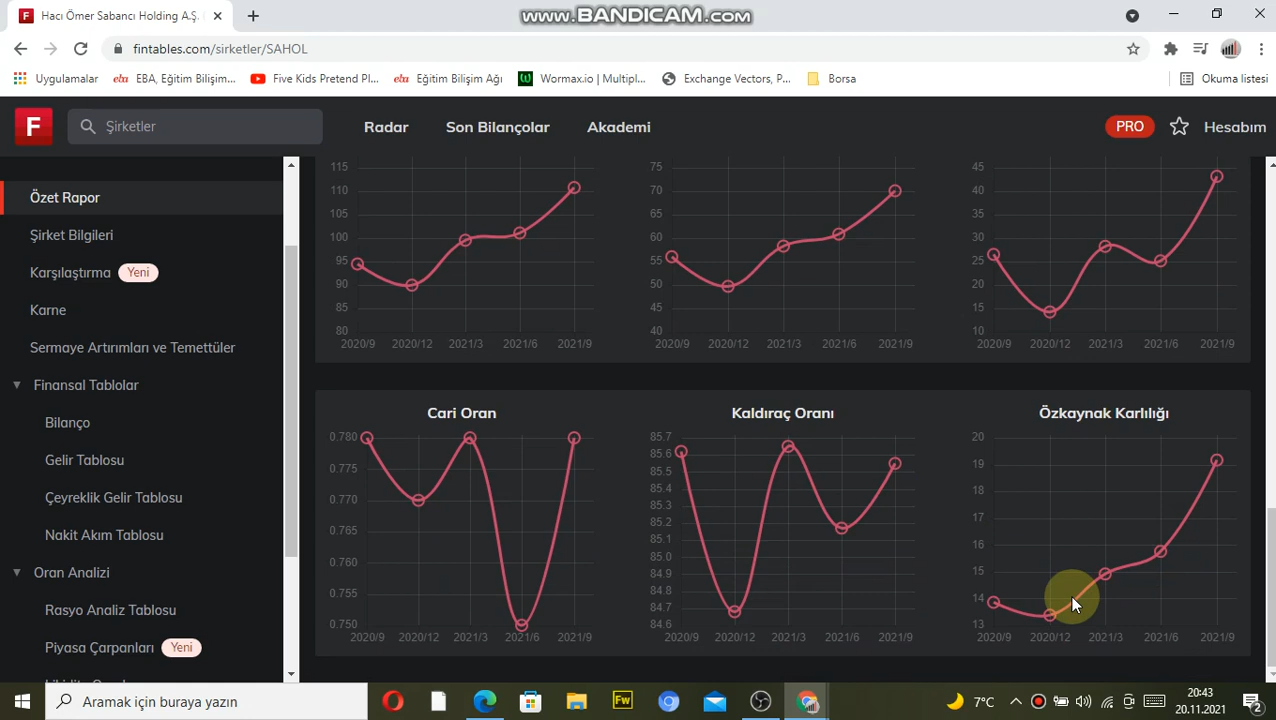 Hacı Ömer Sabancı Holding A.Ş.
www.BANDICAM.com
fintables.com/sirketler/SAHOL
Uygulamalar
eba EBA, Eğitim Bilişim...
Five Kids Pretend Pl...
eba Eğitim Bilişim Ağı
Wormax.io | Multipl...
Exchange Vectors, P...
Borsa
Okuma listesi
F
Şirketler
Radar
Son Bilançolar
Akademi
PRO
Hesabım
Özet Rapor
Şirket Bilgileri
Karşılaştırma Yeni
Karne
Sermaye Artırımları ve Temettüler
Finansal Tablolar
Bilanço
Gelir Tablosu
Çeyreklik Gelir Tablosu
Nakit Akım Tablosu
Oran Analizi
Rasyo Analiz Tablosu
Piyasa Çarpanları Yeni
115
110
105
100
95
90
85
80
2020/9 2020/12 2021/3 2021/6 2021/9
75
70
65
60
55
50
45
40
2020/9 2020/12 2021/3 2021/6 2021/9
45
40
35
30
25
20
15
10
2020/9 2020/12 2021/3 2021/6 2021/9
Cari Oran
0.780
0.775
0.770
0.765
0.760
0.755
0.750
2020/9 2020/12 2021/3 2021/6 2021/9
Kaldıraç Oranı
85.7
85.6
85.5
85.4
85.3
85.2
85.1
85.0
84.9
84.8
84.7
84.6
2020/9 2020/12 2021/3 2021/6 2021/9
Özkaynak Karlılığı
20
19
18
17
16
15
14
13
2020/9 2020/12 2021/3 2021/6 2021/9
Aramak için buraya yazın
Fw
7°C
20:43
20.11.2021
2